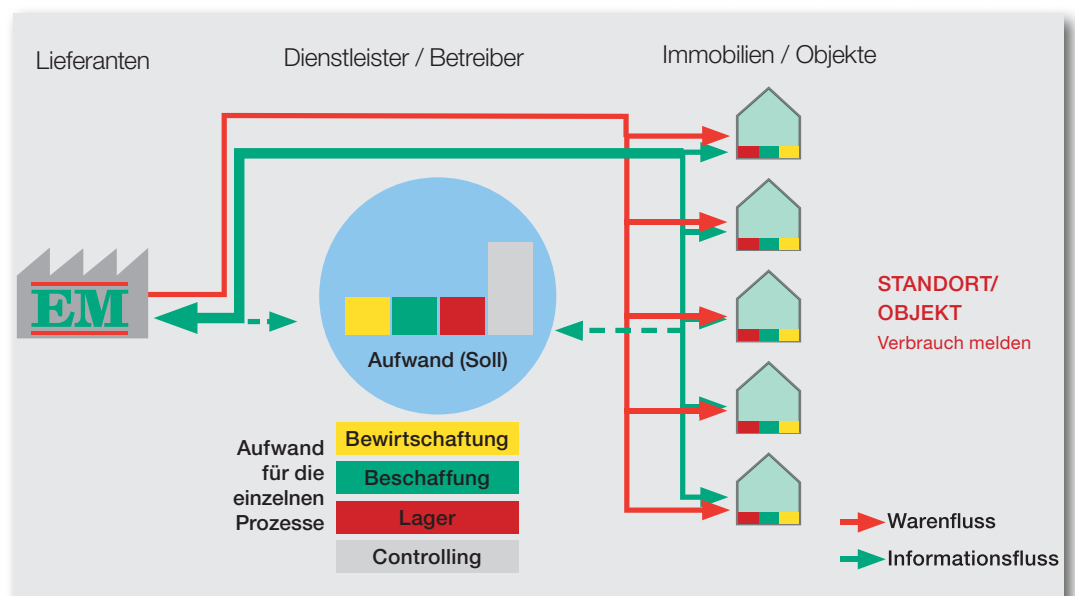 Lieferanten
Dienstleister / Betreiber
Immobilien / Objekte
EM
Aufwand (Soll)
STANDORT/
OBJEKT
Verbrauch melden
Aufwand
für die
einzelnen
Prozesse
Bewirtschaftung
Beschaffung
Lager
Controlling
Warenfluss
Informationsfluss